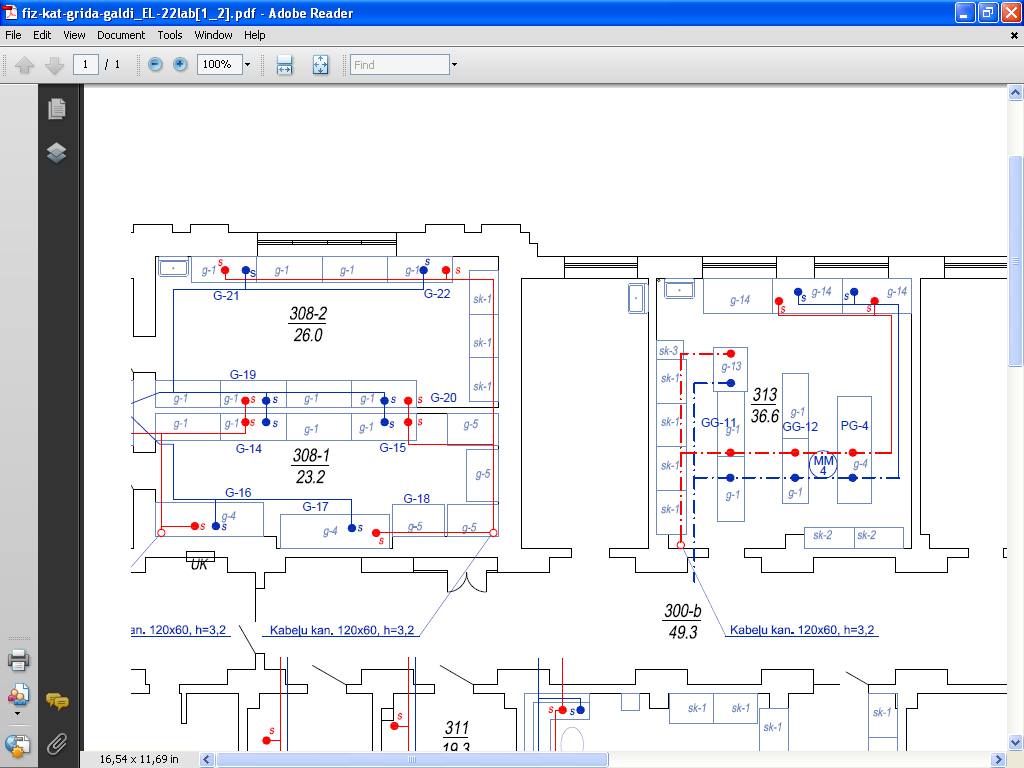 fiz-kat-grida-galdi_EL-22lab[1_2].pdf - Adobe Reader
File Edit View Document Tools Window Help
1 / 1 100% Find
g-1 s s g-1 g-1 g-1 s s
G-21 G-22
308-2
26.0
sk-1
sk-1
sk-1
G-19
g-1 g-1 s s g-1 g-1 s s G-20
g-1 s s g-1 g-1 s s g-5
G-14 G-15
308-1
23.2
g-5
G-16
g-4 s s
G-17
g-4 s s
G-18
g-5 g-5
UK
g-14 s s g-14 s s g-14
sk-3
sk-1
sk-1
sk-1
sk-1
g-13
313
36.6
GG-11
g-1
g-1
g-1
GG-12
PG-4
MM
4
g-4
g-1
sk-2 sk-2
300-b
49.3
an. 120x60, h=3,2
Kabeļu kan. 120x60, h=3,2
Kabeļu kan. 120x60, h=3,2
s
s
311
19.3
s s
sk-1 sk-1
sk-1
sk-1
16,54 x 11,69 in